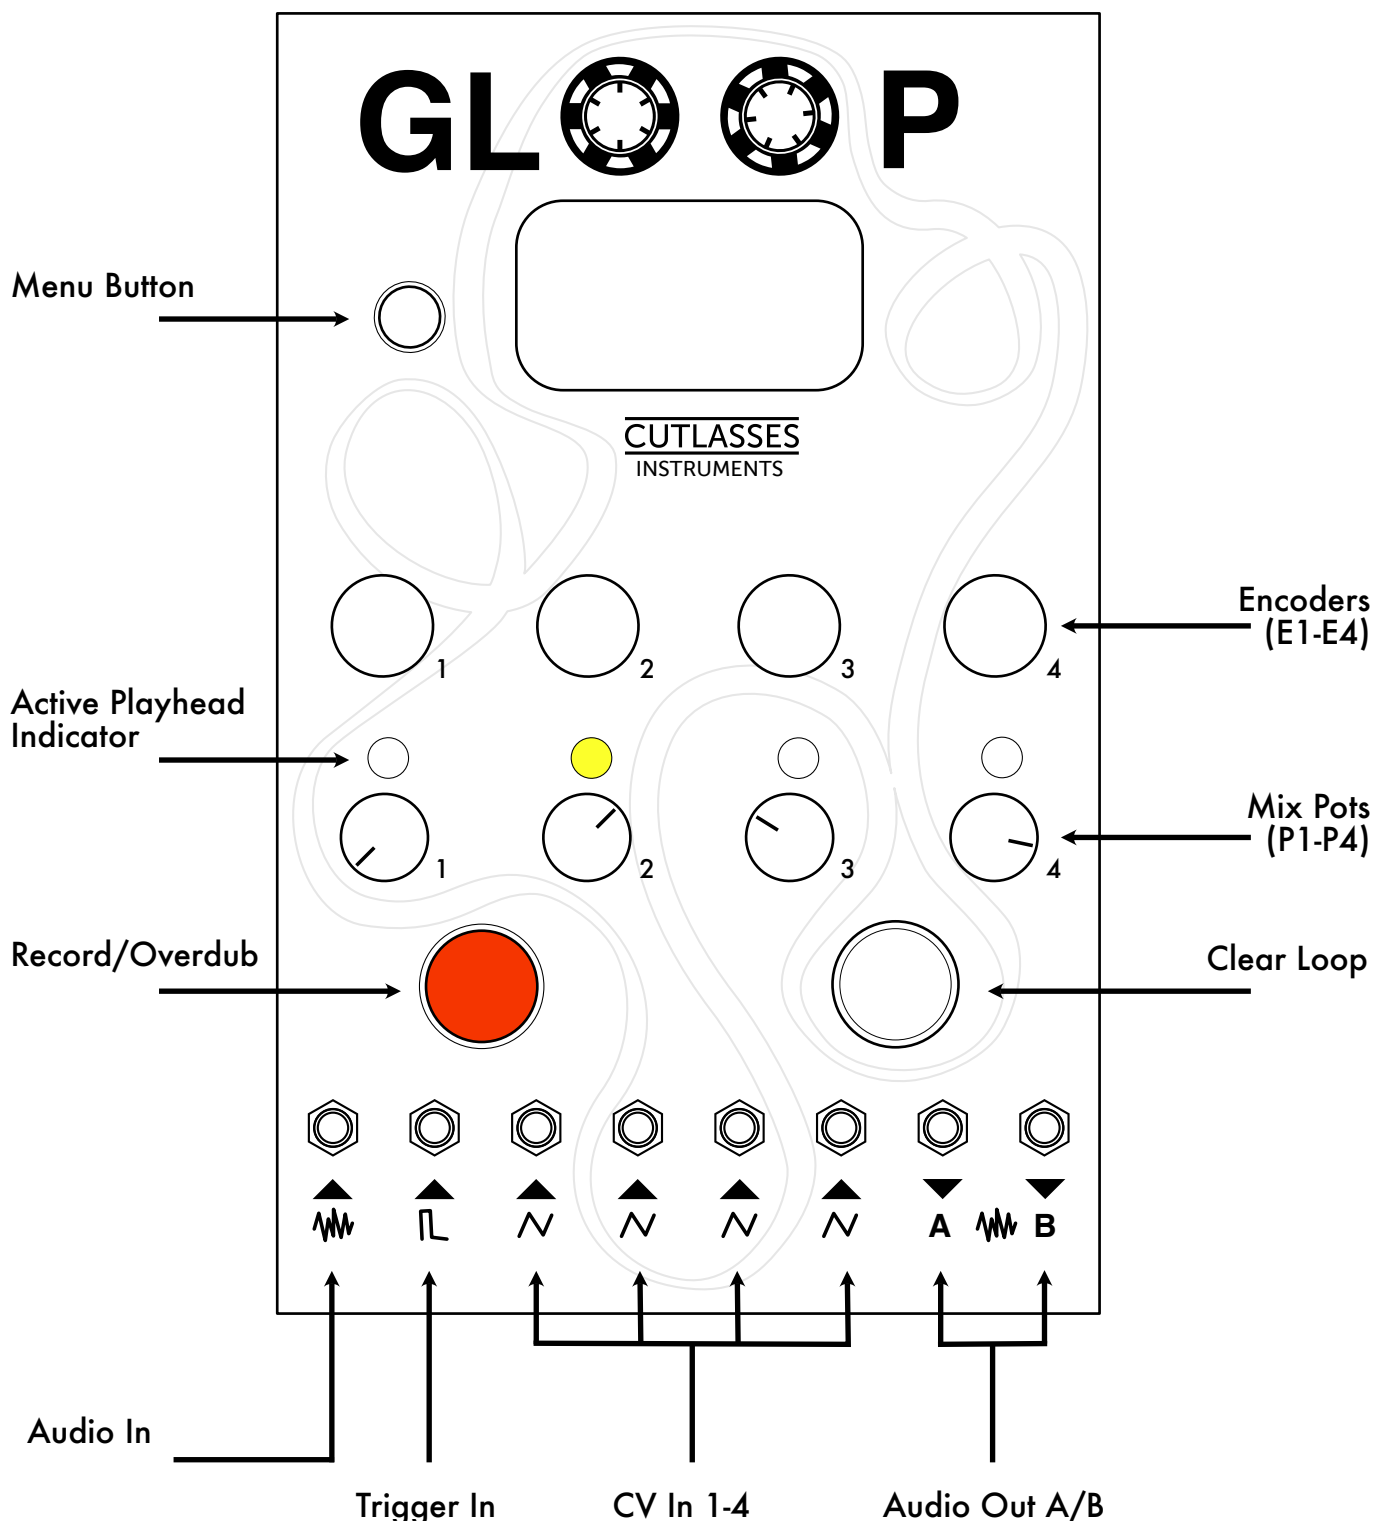 GLOOP
Menu Button
CUTLASSES
INSTRUMENTS
Encoders
(E1-E4)
1
2
3
4
Active Playhead
Indicator
Mix Pots
(P1-P4)
1
2
3
4
Record/Overdub
Clear Loop
A
B
Audio In
Trigger In
CV In 1-4
Audio Out A/B